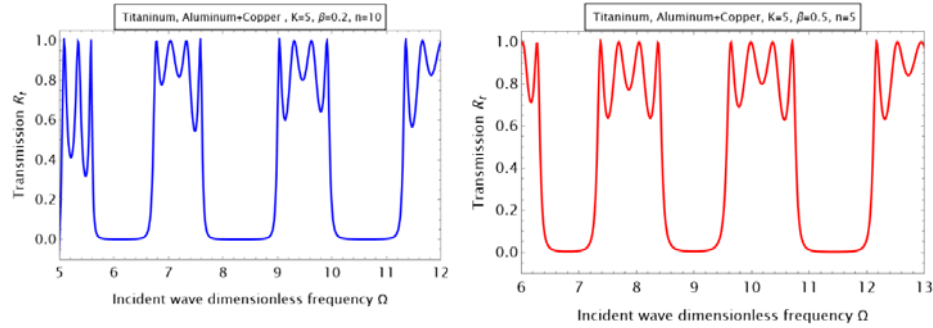 Titaninum, Aluminum+Copper , K=5, β=0.2, n=10
Transmission R_t
1.0
0.8
0.6
0.4
0.2
0.0
5 6 7 8 9 10 11 12
Incident wave dimensionless frequency Ω
Titaninum, Aluminum+Copper, K=5, β=0.5, n=5
Transmission R_t
1.0
0.8
0.6
0.4
0.2
0.0
6 7 8 9 10 11 12 13
Incident wave dimensionless frequency Ω